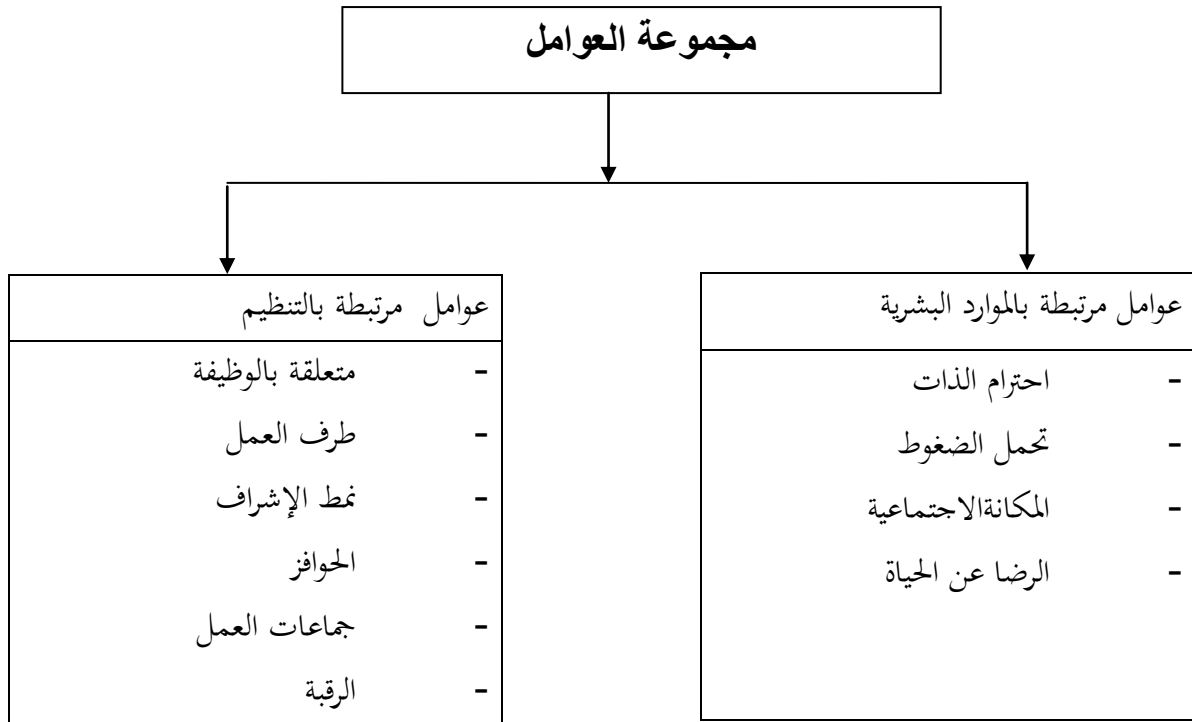 مجموعة العوامل
عوامل مرتبطة بالموارد البشرية
- احترام الذات
- تحمل الضغوط
- المكانةالاجتماعية
- الرضا عن الحياة
عوامل مرتبطة بالتنظيم
- متعلقة بالوظيفة
- طرف العمل
- نمط الإشراف
- الحوافز
- جماعات العمل
- الرقبة